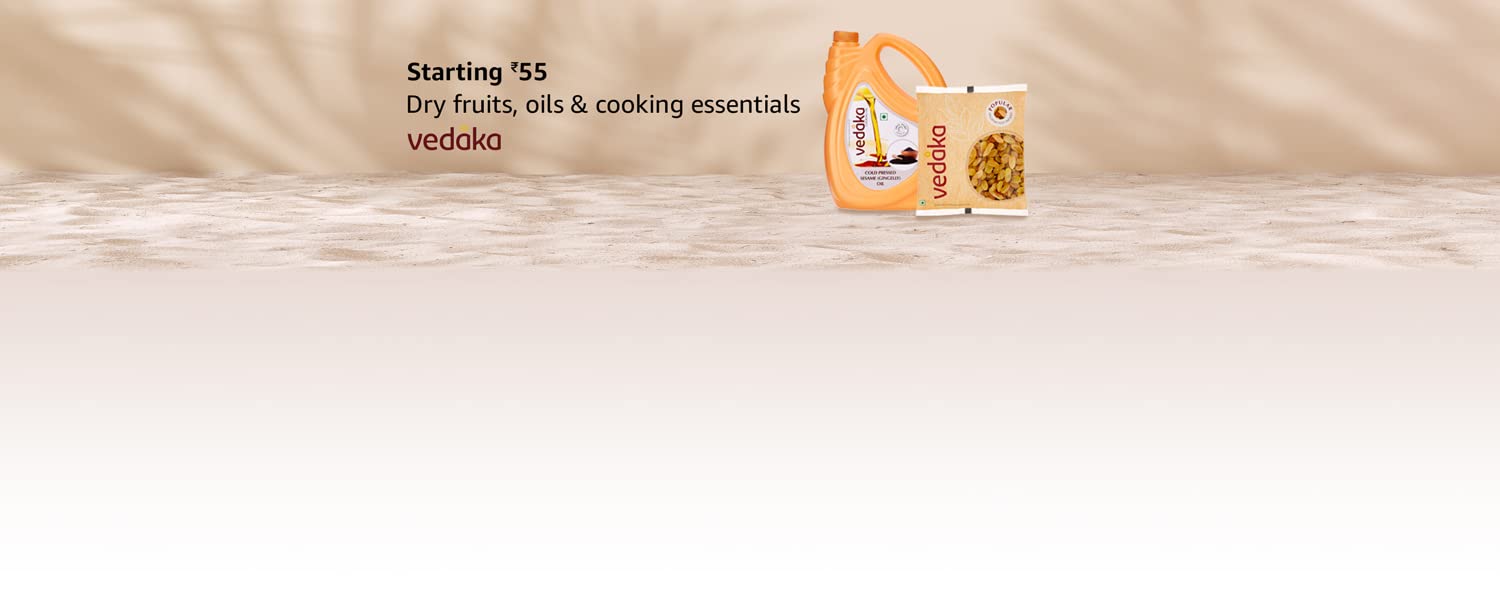 Starting ₹55
Dry fruits, oils & cooking essentials
vedaka
vedaka
COLD PRESSED
SESAME (GINGELLY)
OIL
vedaka
POPULAR